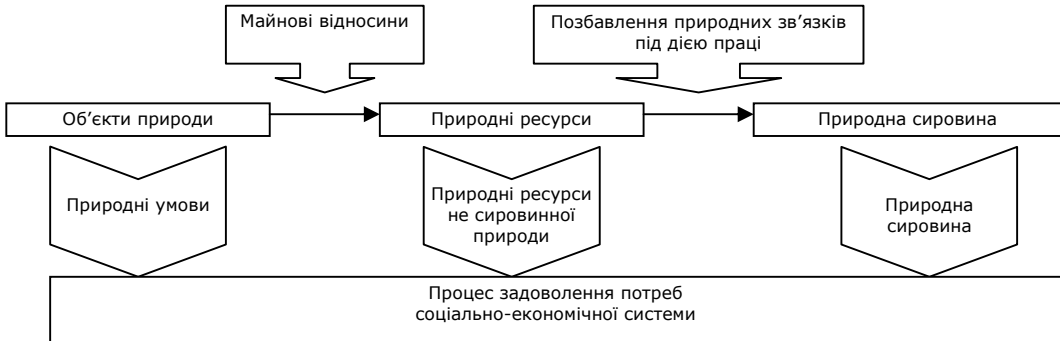 Майнові відносини
Позбавлення природних зв’язків
під дією праці
Об’єкти природи
Природні ресурси
Природна сировина
Природні умови
Природні ресурси
не сировинної
природи
Природна
сировина
Процес задоволення потреб
соціально-економічної системи